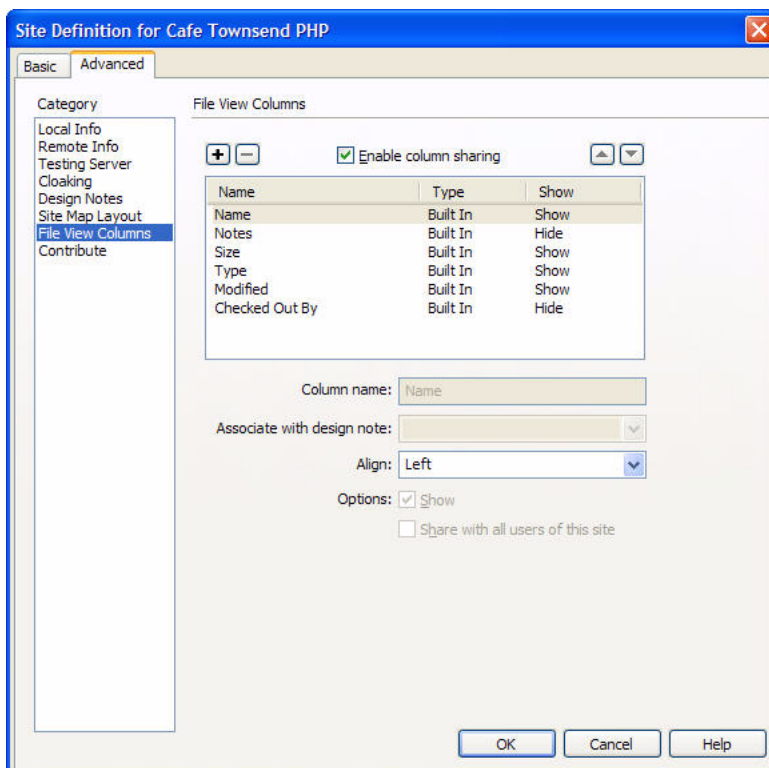 Site Definition for Cafe Townsend PHP
Basic Advanced
Category
Local Info
Remote Info
Testing Server
Cloaking
Design Notes
Site Map Layout
File View Columns
Contribute
File View Columns
Enable column sharing
Name Type Show
Name Built In Show
Notes Built In Hide
Size Built In Show
Type Built In Show
Modified Built In Show
Checked Out By Built In Hide
Column name: Name
Associate with design note:
Align: Left
Options: Show
Share with all users of this site
OK Cancel Help